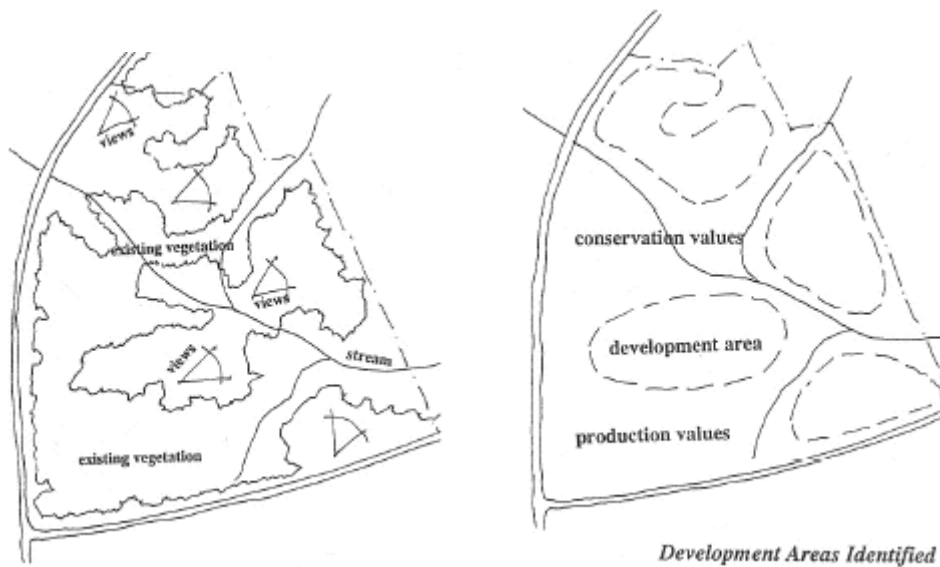 views
existing vegetation
views
views
stream
existing vegetation
conservation values
development area
production values
Development Areas Identified